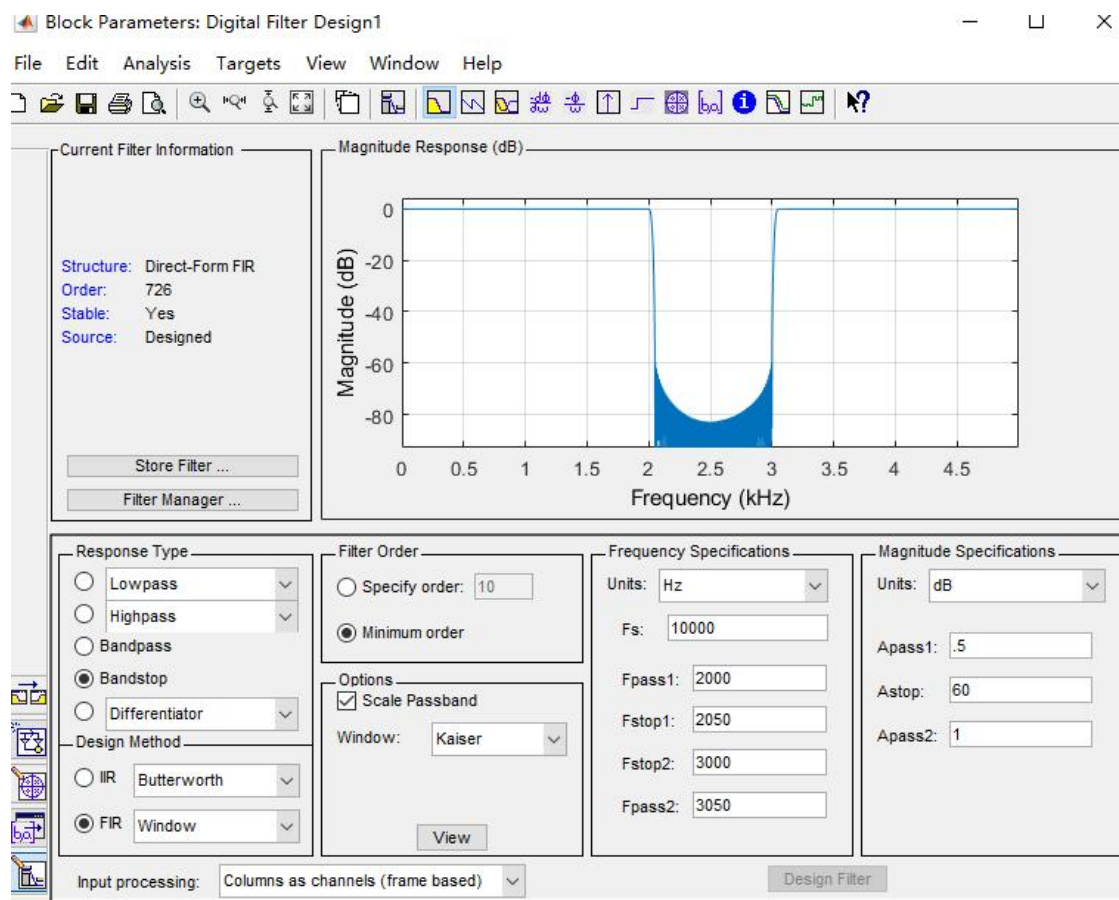 Block Parameters: Digital Filter Design1
File Edit Analysis Targets View Window Help
Current Filter Information
Structure: Direct-Form FIR
Order: 726
Stable: Yes
Source: Designed
Store Filter ...
Filter Manager ...
Magnitude Response (dB)
Magnitude (dB)
0
-20
-40
-60
-80
0 0.5 1 1.5 2 2.5 3 3.5 4 4.5
Frequency (kHz)
Response Type
Lowpass
Highpass
Bandpass
Bandstop
Differentiator
Design Method
IIR Butterworth
FIR Window
Filter Order
Specify order: 10
Minimum order
Options
Scale Passband
Window: Kaiser
View
Frequency Specifications
Units: Hz
Fs: 10000
Fpass1: 2000
Fstop1: 2050
Fstop2: 3000
Fpass2: 3050
Magnitude Specifications
Units: dB
Apass1: .5
Astop: 60
Apass2: 1
Input processing: Columns as channels (frame based)
Design Filter